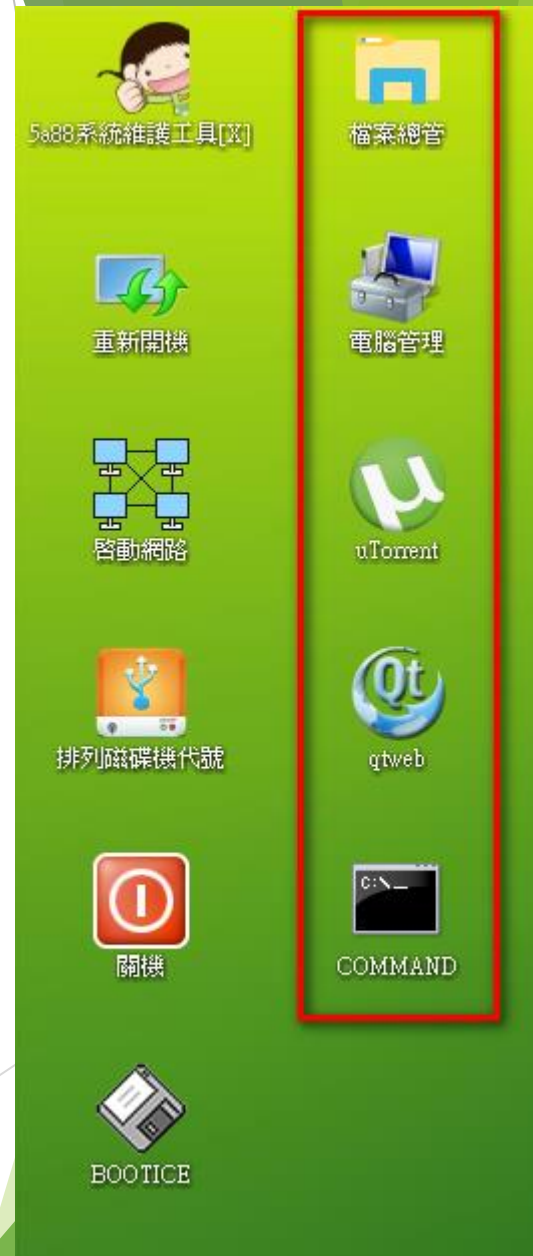 5a88系統維護工具[X]
檔案總管
重新開機
電腦管理
啓動網路
µ
uTorrent
排列磁碟機代號
Qt
qtweb
關機
C:\_
COMMAND
BOOTICE